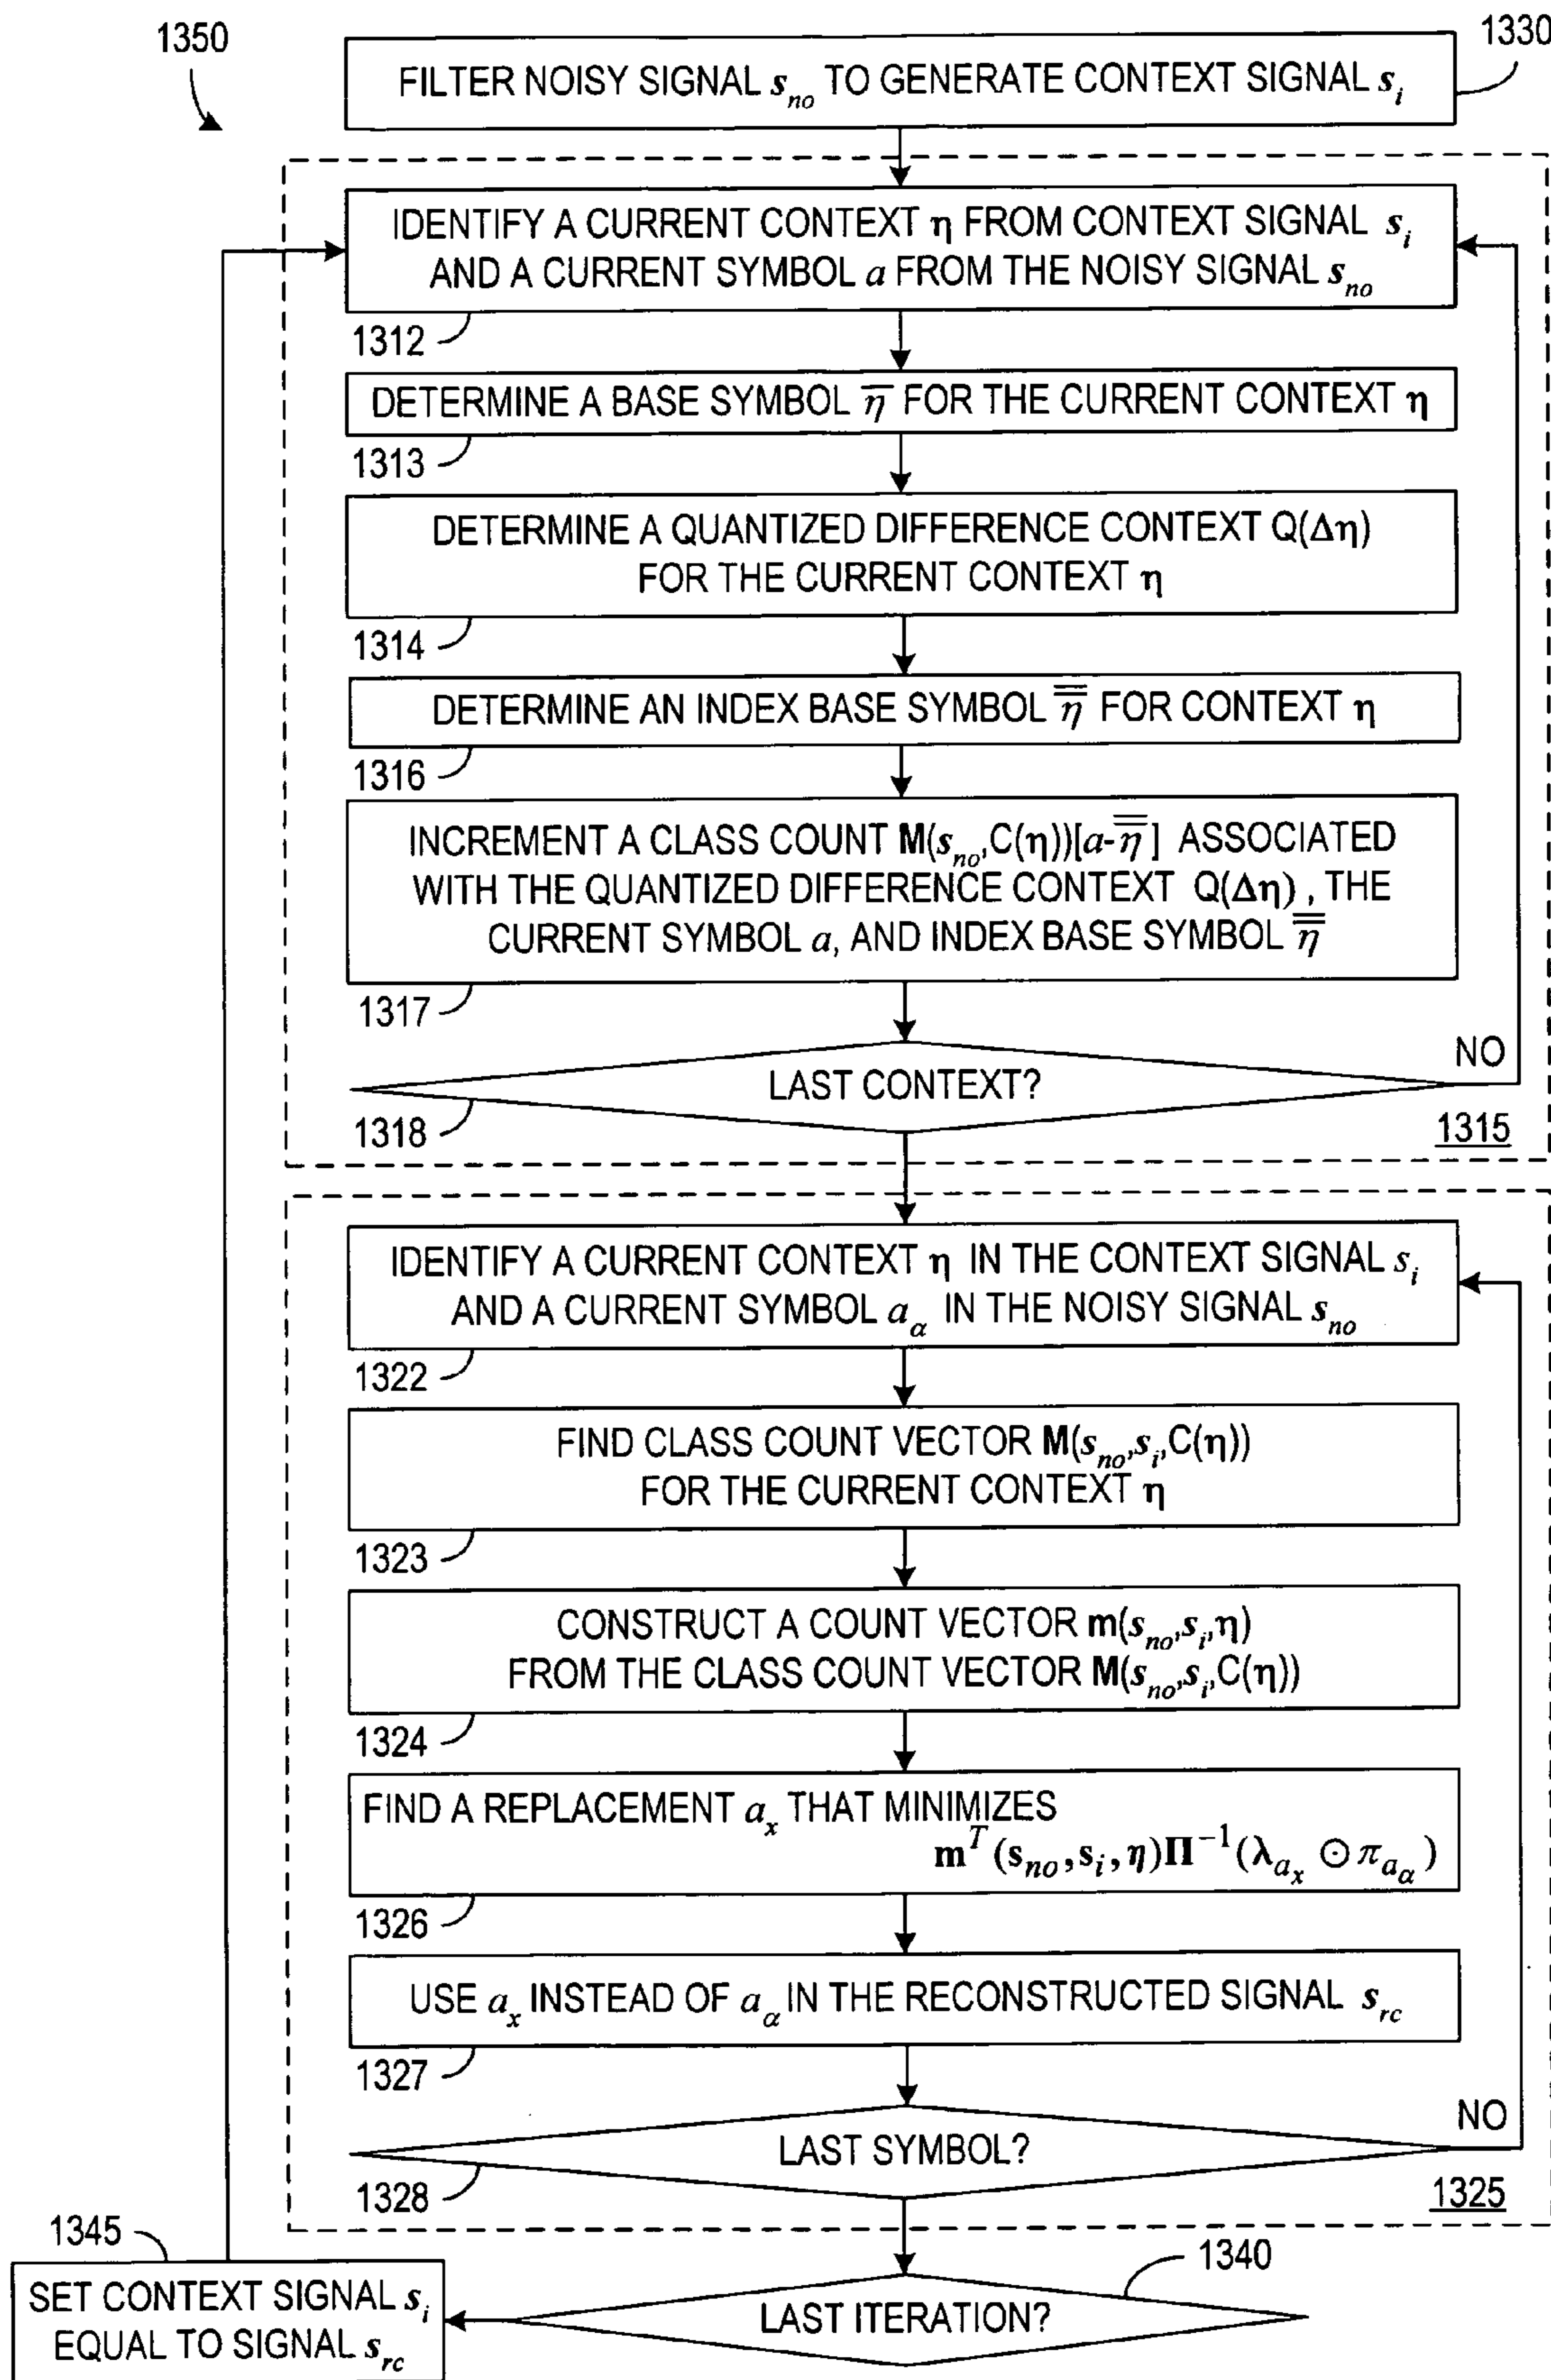 1350
1330
FILTER NOISY SIGNAL s_no TO GENERATE CONTEXT SIGNAL s_i
IDENTIFY A CURRENT CONTEXT η FROM CONTEXT SIGNAL s_i
AND A CURRENT SYMBOL a FROM THE NOISY SIGNAL s_no
1312
DETERMINE A BASE SYMBOL η̅ FOR THE CURRENT CONTEXT η
1313
DETERMINE A QUANTIZED DIFFERENCE CONTEXT Q(Δη)
FOR THE CURRENT CONTEXT η
1314
DETERMINE AN INDEX BASE SYMBOL η̿ FOR CONTEXT η
1316
INCREMENT A CLASS COUNT M(s_no,C(η))[a-η̿] ASSOCIATED
WITH THE QUANTIZED DIFFERENCE CONTEXT Q(Δη), THE
CURRENT SYMBOL a, AND INDEX BASE SYMBOL η̿
1317
LAST CONTEXT?
NO
1318
1315
IDENTIFY A CURRENT CONTEXT η IN THE CONTEXT SIGNAL s_i
AND A CURRENT SYMBOL a_α IN THE NOISY SIGNAL s_no
1322
FIND CLASS COUNT VECTOR M(s_no,s_i,C(η))
FOR THE CURRENT CONTEXT η
1323
CONSTRUCT A COUNT VECTOR m(s_no,s_i,η)
FROM THE CLASS COUNT VECTOR M(s_no,s_i,C(η))
1324
FIND A REPLACEMENT a_x THAT MINIMIZES
m^T(s_no,s_i,η)Π^-1(λ_a_x ⊙ π_a_α)
1326
USE a_x INSTEAD OF a_α IN THE RECONSTRUCTED SIGNAL s_rc
1327
LAST SYMBOL?
NO
1328
1325
1345
1340
SET CONTEXT SIGNAL s_i
EQUAL TO SIGNAL s_rc
LAST ITERATION?